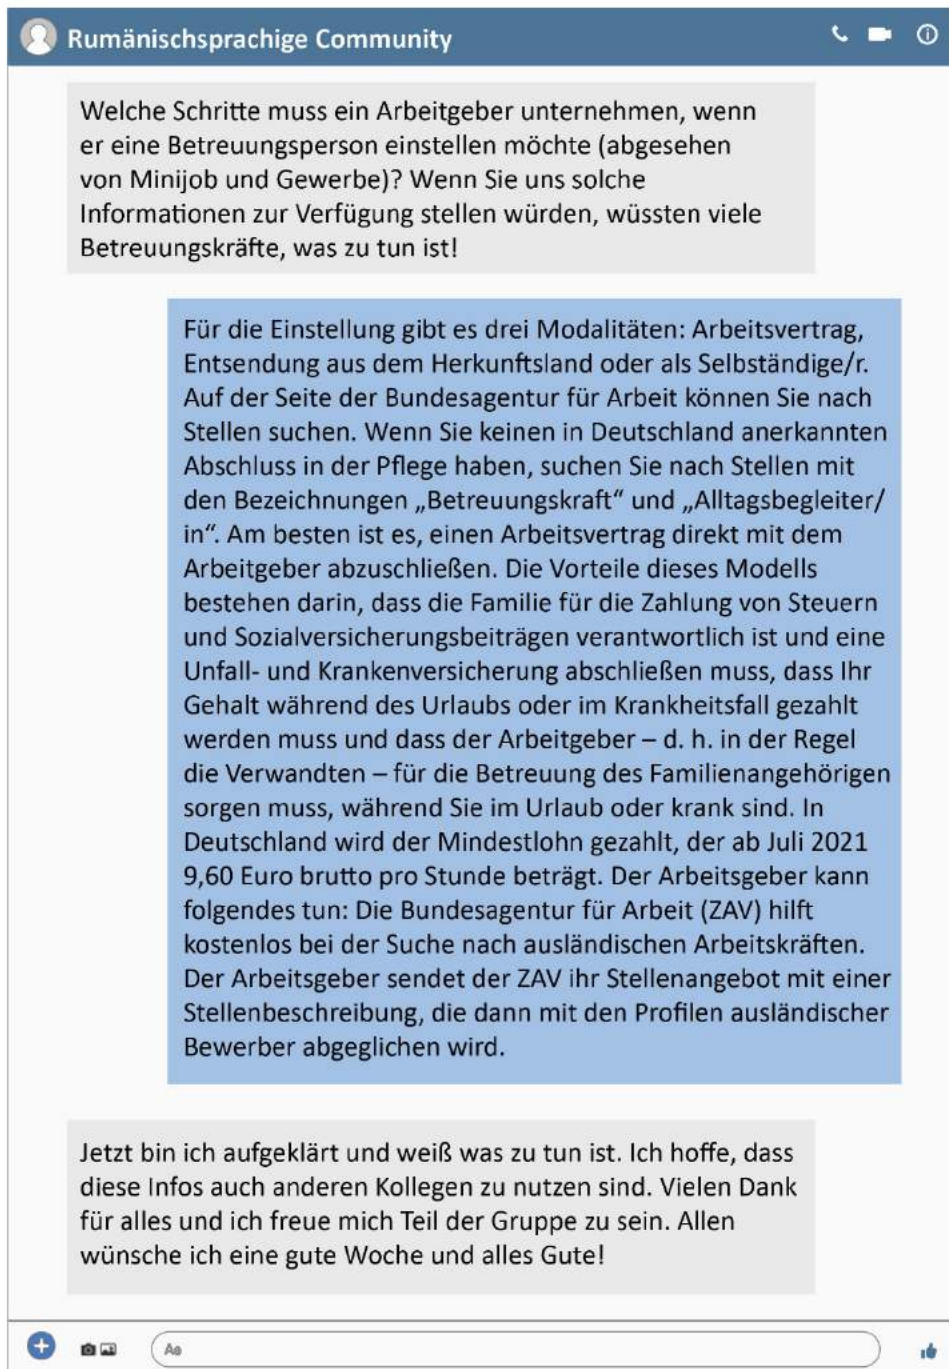 Rumänischsprachige Community
Welche Schritte muss ein Arbeitgeber unternehmen, wenn
er eine Betreuungsperson einstellen möchte (abgesehen
von Minijob und Gewerbe)? Wenn Sie uns solche
Informationen zur Verfügung stellen würden, wüssten viele
Betreuungskräfte, was zu tun ist!
Für die Einstellung gibt es drei Modalitäten: Arbeitsvertrag,
Entsendung aus dem Herkunftsland oder als Selbständige/r.
Auf der Seite der Bundesagentur für Arbeit können Sie nach
Stellen suchen. Wenn Sie keinen in Deutschland anerkannten
Abschluss in der Pflege haben, suchen Sie nach Stellen mit
den Bezeichnungen „Betreuungskraft“ und „Alltagsbegleiter/
in“. Am besten ist es, einen Arbeitsvertrag direkt mit dem
Arbeitgeber abzuschließen. Die Vorteile dieses Modells
bestehen darin, dass die Familie für die Zahlung von Steuern
und Sozialversicherungsbeiträgen verantwortlich ist und eine
Unfall- und Krankenversicherung abschließen muss, dass Ihr
Gehalt während des Urlaubs oder im Krankheitsfall gezahlt
werden muss und dass der Arbeitgeber – d. h. in der Regel
die Verwandten – für die Betreuung des Familienangehörigen
sorgen muss, während Sie im Urlaub oder krank sind. In
Deutschland wird der Mindestlohn gezahlt, der ab Juli 2021
9,60 Euro brutto pro Stunde beträgt. Der Arbeitsgeber kann
folgendes tun: Die Bundesagentur für Arbeit (ZAV) hilft
kostenlos bei der Suche nach ausländischen Arbeitskräften.
Der Arbeitsgeber sendet der ZAV ihr Stellenangebot mit einer
Stellenbeschreibung, die dann mit den Profilen ausländischer
Bewerber abgeglichen wird.
Jetzt bin ich aufgeklärt und weiß was zu tun ist. Ich hoffe, dass
diese Infos auch anderen Kollegen zu nutzen sind. Vielen Dank
für alles und ich freue mich Teil der Gruppe zu sein. Allen
wünsche ich eine gute Woche und alles Gute!
Aa